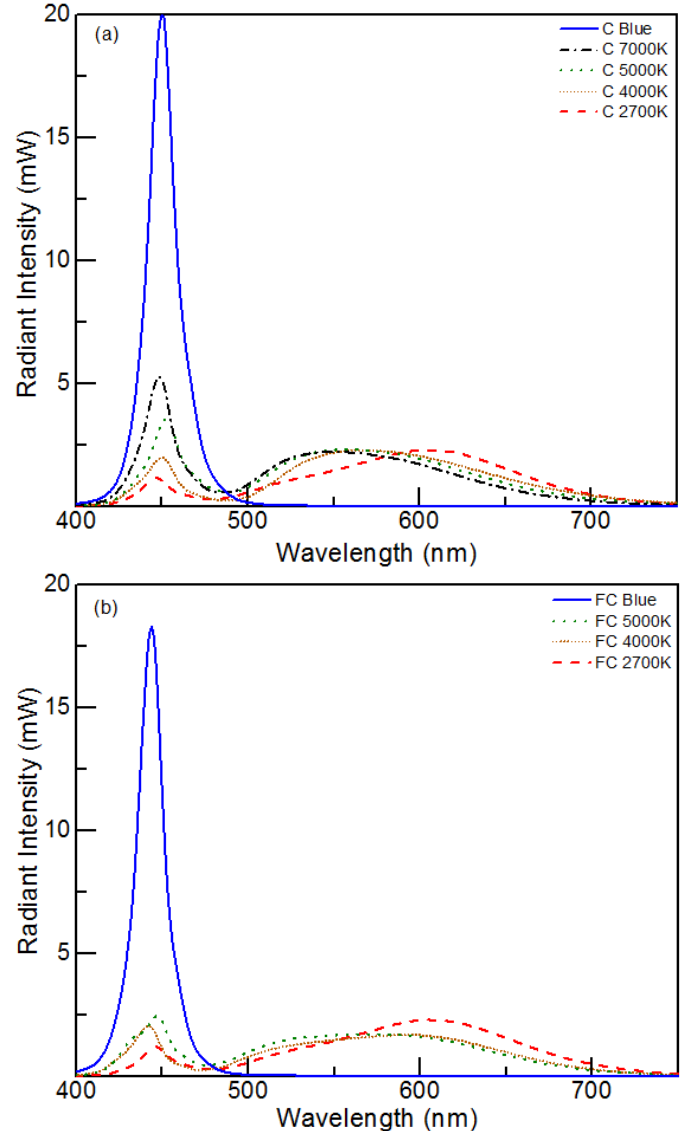 (a)
C Blue
C 7000K
C 5000K
C 4000K
C 2700K
20
15
10
5
Radiant Intensity (mW)
400 500 600 700
Wavelength (nm)
(b)
FC Blue
FC 5000K
FC 4000K
FC 2700K
20
15
10
5
Radiant Intensity (mW)
400 500 600 700
Wavelength (nm)